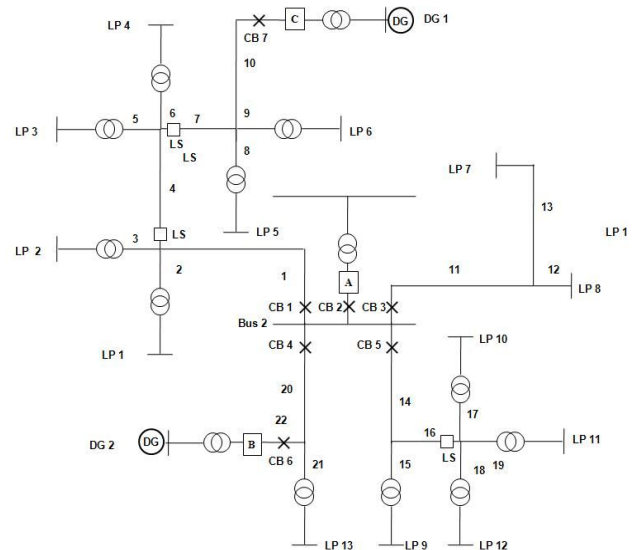 LP 4
C
DG
DG 1
CB 7
10
5
6
7
9
LP 3
LS
LS
LP 6
8
4
LP 7
13
LS
LP 5
LP 1
LP 2
3
2
1
11
12
LP 8
A
CB 1
CB 2
CB 3
Bus 2
LP 1
CB 4
CB 5
LP 10
20
14
17
22
16
DG 2
DG
B
LP 11
CB 6
LS
21
15
18
19
LP 13
LP 9
LP 12